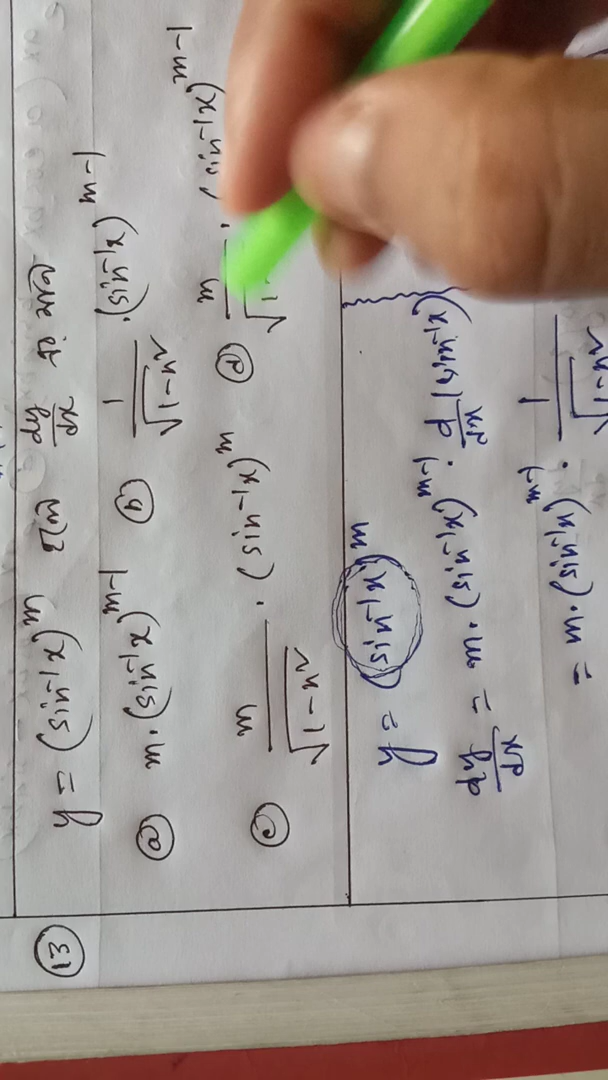 (13) y = (sin⁻¹x)ᵐ হলে dy/dx এর মান কত
(a) m·(sin⁻¹x)ᵐ⁻¹ (b) 1/√(1-x²)·(sin⁻¹x)ᵐ⁻¹
(c) m/√(1-x²)·(sin⁻¹x)ᵐ (d) m/√1-·(sin⁻¹x)ᵐ⁻¹
y = (sin⁻¹x)ᵐ
dy/dx = m·(sin⁻¹x)ᵐ⁻¹·d/dx(sin⁻¹x)
= m·(sin⁻¹x)ᵐ⁻¹·1/√(1-x²)